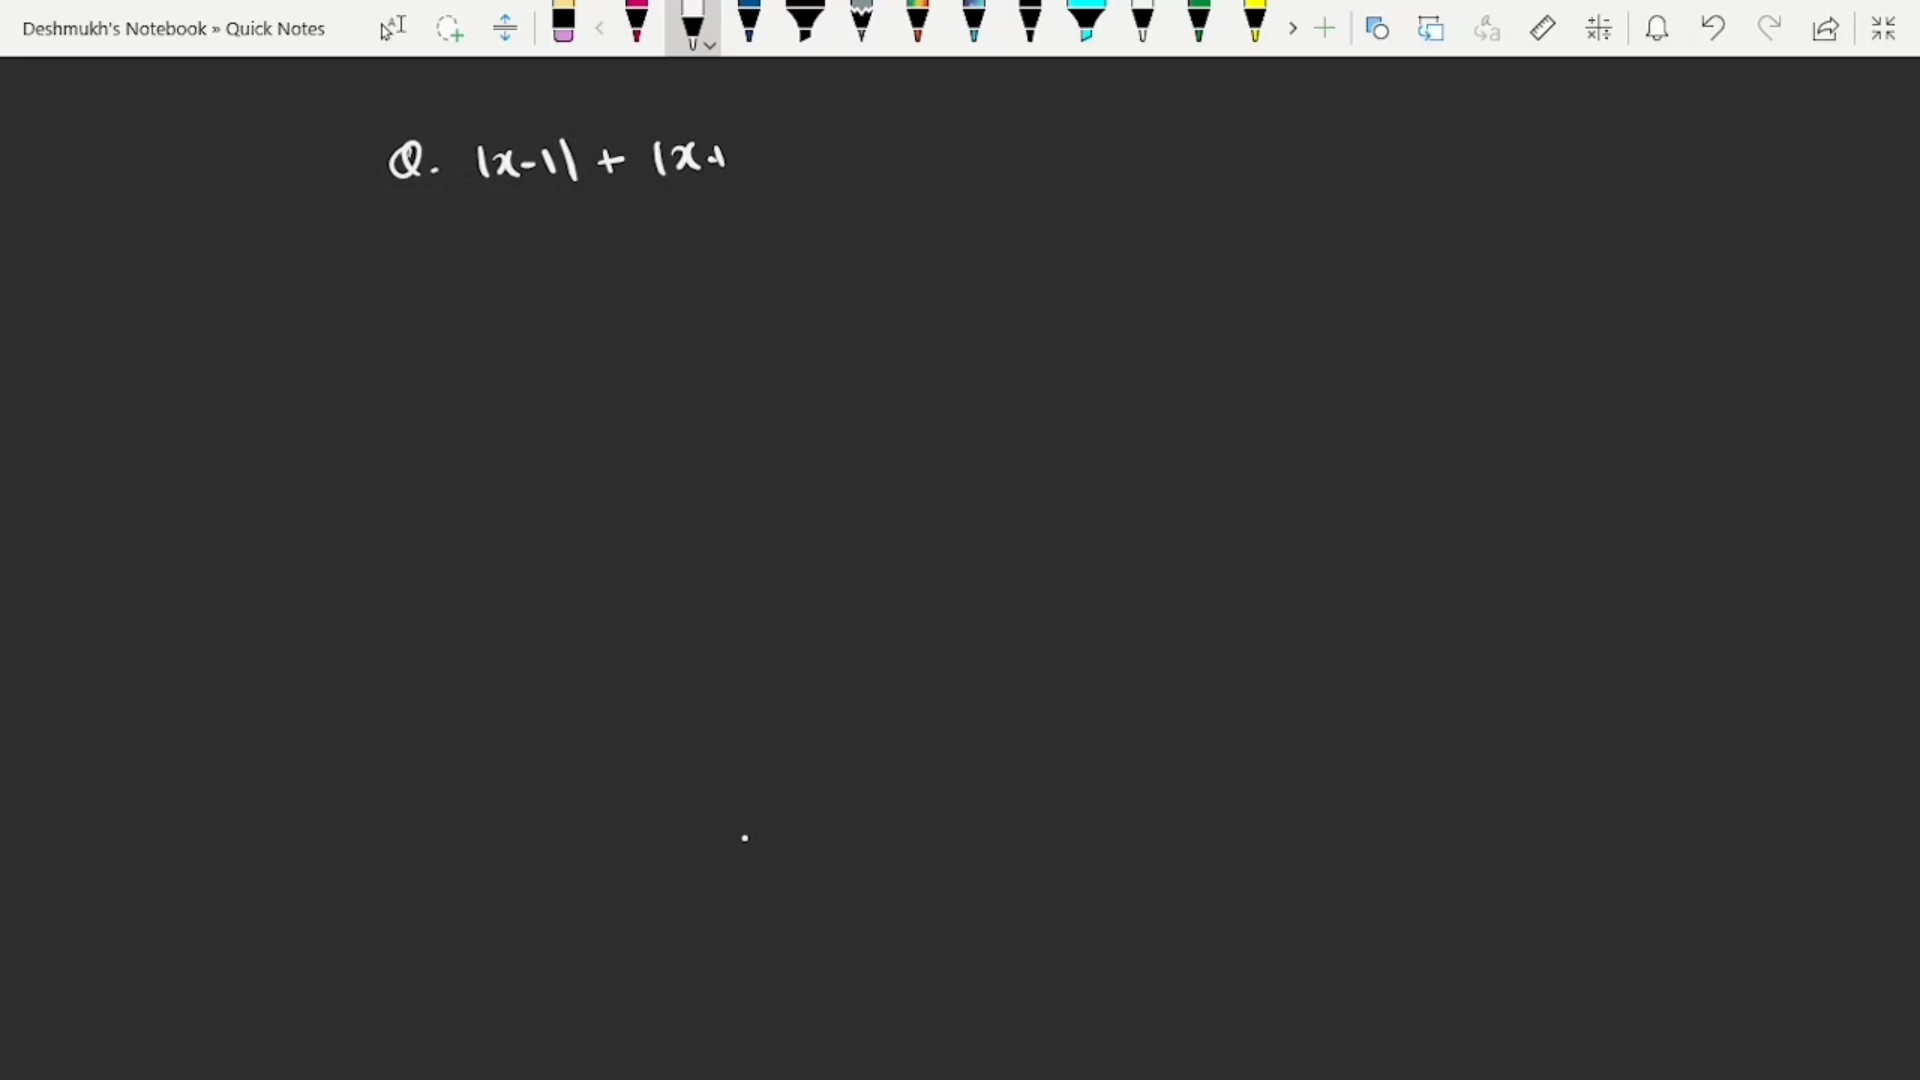 Deshmukh's Notebook » Quick Notes
Q. |x-1| + |x+